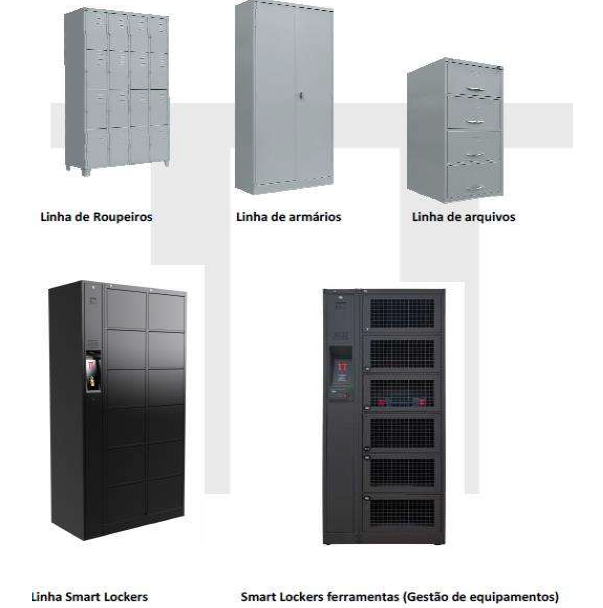 Linha de Roupeiros
Linha de armários
Linha de arquivos
Linha Smart Lockers
Smart Lockers ferramentas (Gestão de equipamentos)